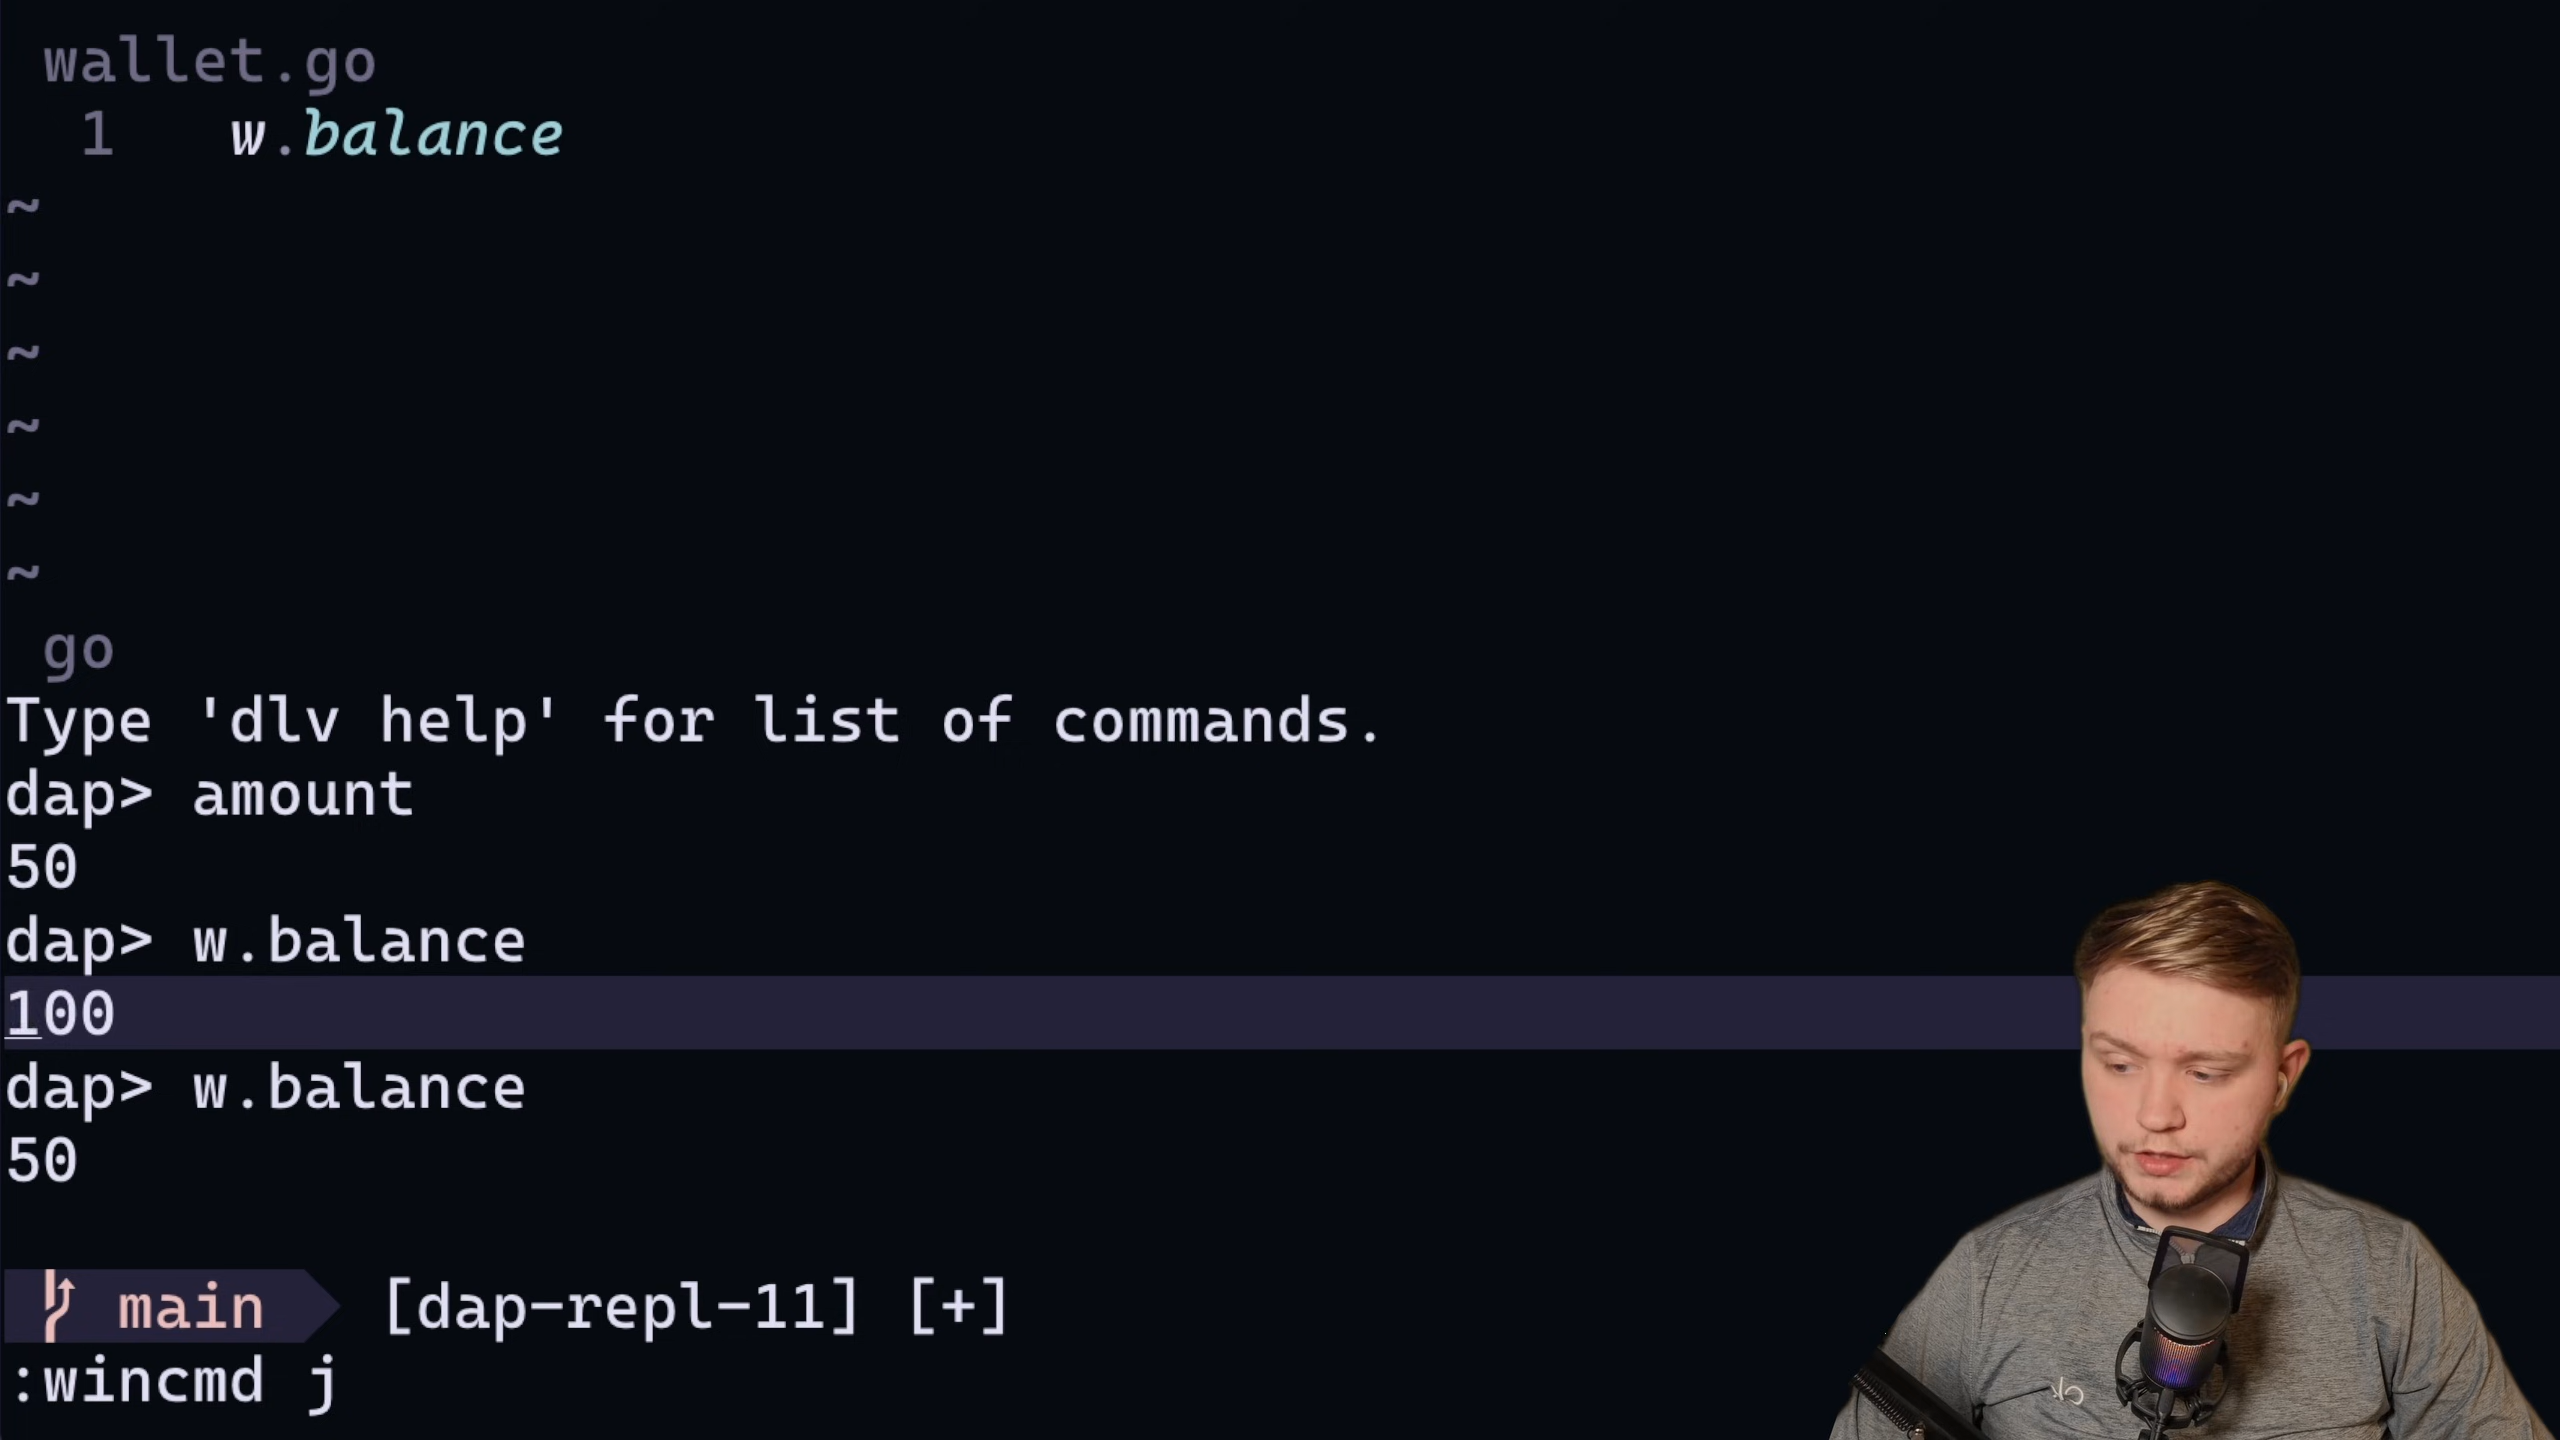 wallet.go
1 w.balance
~
~
~
~
~
~
go
Type 'dlv help' for list of commands.
dap> amount
50
dap> w.balance
100
dap> w.balance
50
main [dap-repl-11] [+]
:wincmd j